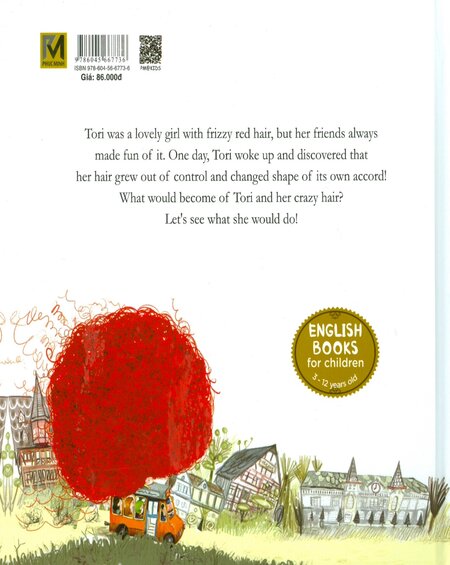 PHUC MINH
9786045667736
ISBN 978-604-56-6773-6
Giá: 86.000đ
Tori was a lovely girl with frizzy red hair, but her friends always
made fun of it. One day, Tori woke up and discovered that
her hair grew out of control and changed shape of its own accord!
What would become of Tori and her crazy hair?
Let's see what she would do!
ENGLISH
BOOKS
for children
3 - 12 years old